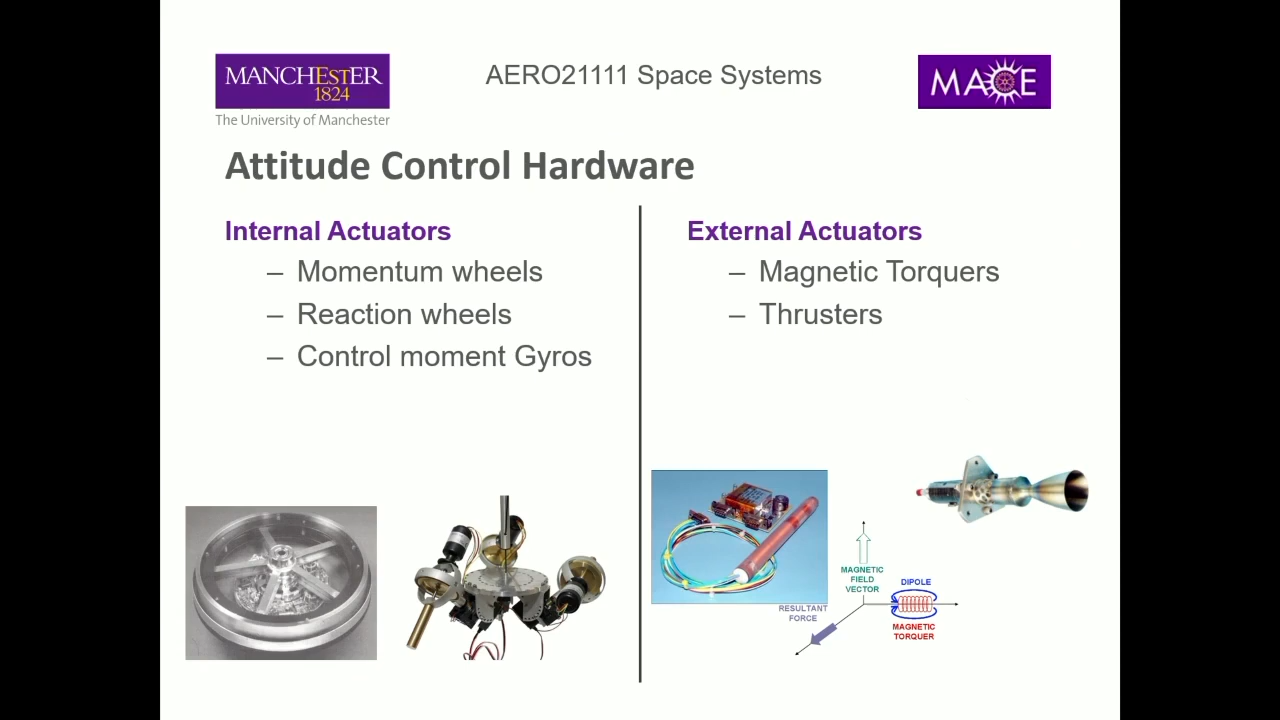 MANCHESTER
1824
The University of Manchester
AERO21111 Space Systems
MACE
Attitude Control Hardware
Internal Actuators
– Momentum wheels
– Reaction wheels
– Control moment Gyros
External Actuators
– Magnetic Torquers
– Thrusters
MAGNETIC
FIELD
VECTOR
DIPOLE
RESULTANT
FORCE
MAGNETIC
TORQUER